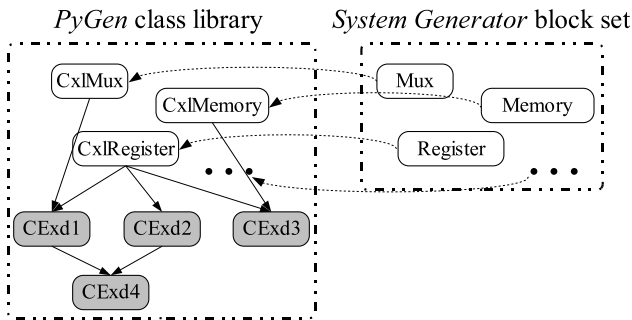 PyGen class library
System Generator block set
CxlMux
Mux
CxlMemory
Memory
CxlRegister
Register
• • •
• • •
CExd1
CExd2
CExd3
CExd4